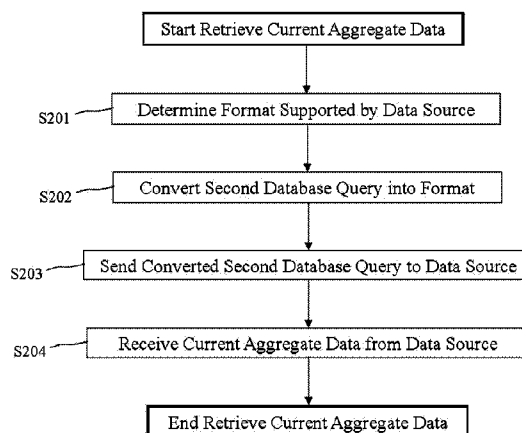 Start Retrieve Current Aggregate Data
S201
Determine Format Supported by Data Source
S202
Convert Second Database Query into Format
S203
Send Converted Second Database Query to Data Source
S204
Receive Current Aggregate Data from Data Source
End Retrieve Current Aggregate Data